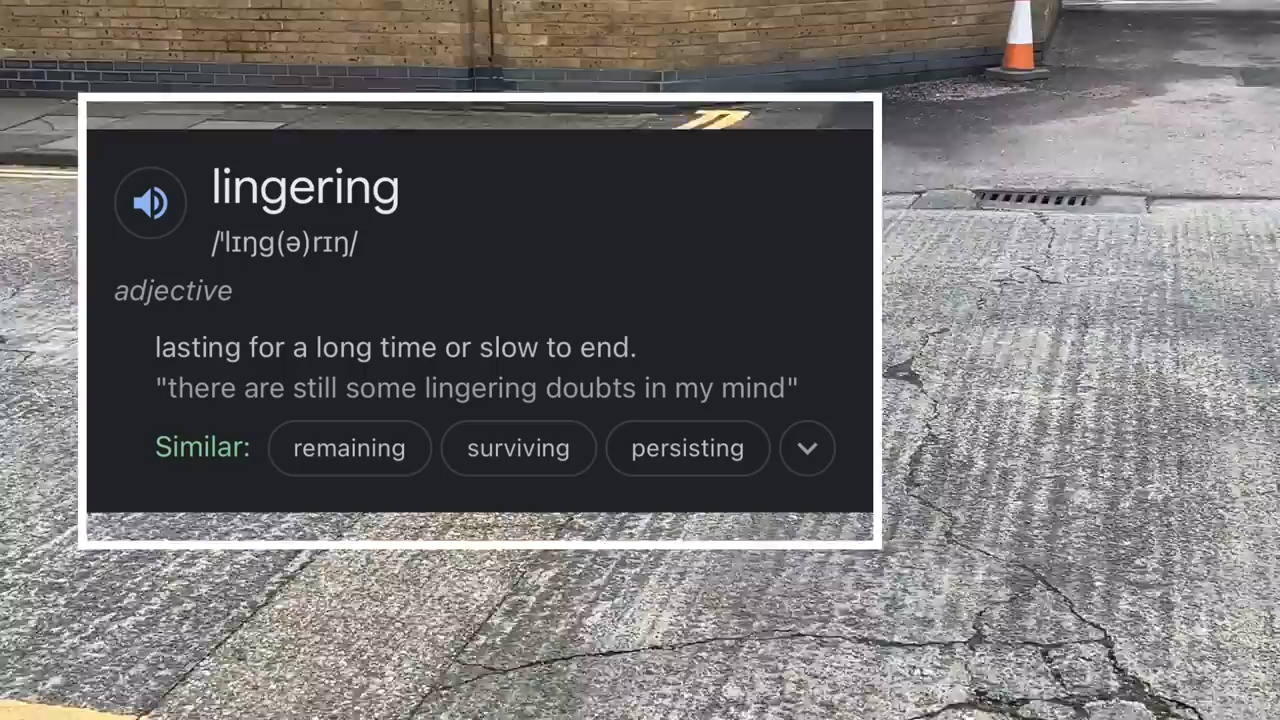 lingering
/ˈlɪŋg(ə)rɪŋ/
adjective
lasting for a long time or slow to end.
"there are still some lingering doubts in my mind"
Similar: remaining surviving persisting